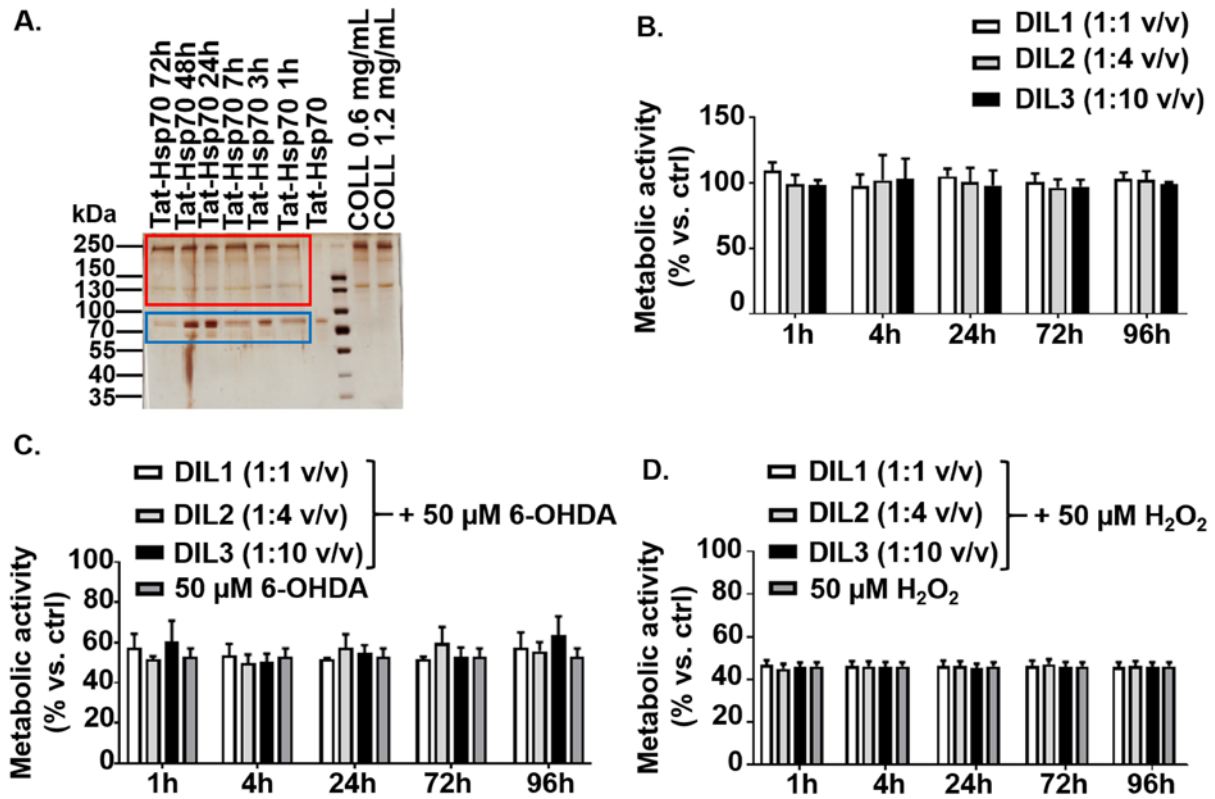 A.
Tat-Hsp70 72h
Tat-Hsp70 48h
Tat-Hsp70 24h
Tat-Hsp70 7h
Tat-Hsp70 3h
Tat-Hsp70 1h
Tat-Hsp70
COLL 0.6 mg/mL
COLL 1.2 mg/mL
kDa
250
150
130
100
70
55
40
35
B.
DIL1 (1:1 v/v)
DIL2 (1:4 v/v)
DIL3 (1:10 v/v)
Metabolic activity
(% vs. ctrl)
150
100
50
0
1h 4h 24h 72h 96h
C.
DIL1 (1:1 v/v)
DIL2 (1:4 v/v)
DIL3 (1:10 v/v)
+ 50 µM 6-OHDA
50 µM 6-OHDA
Metabolic activity
(% vs. ctrl)
100
80
60
40
20
0
1h 4h 24h 72h 96h
D.
DIL1 (1:1 v/v)
DIL2 (1:4 v/v)
DIL3 (1:10 v/v)
+ 50 µM H₂O₂
50 µM H₂O₂
Metabolic activity
(% vs. ctrl)
100
80
60
40
20
0
1h 4h 24h 72h 96h